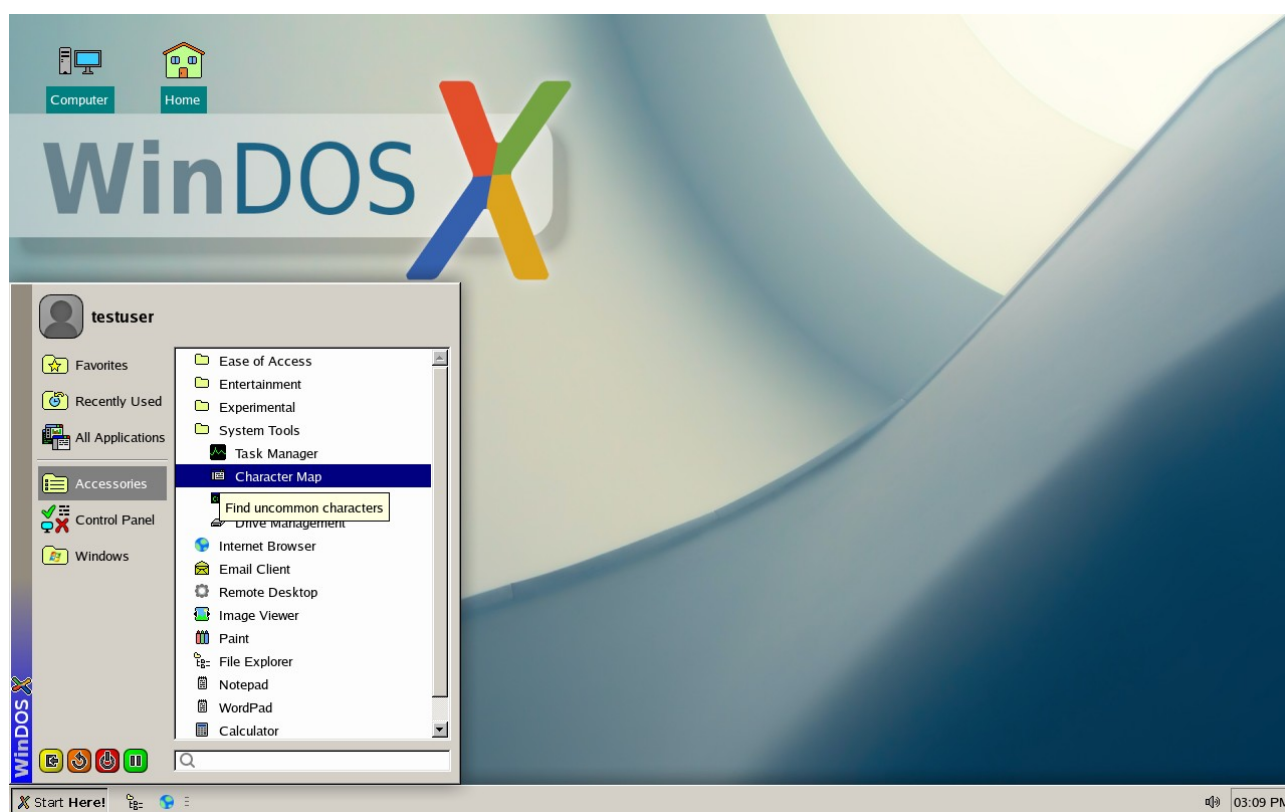 Computer
Home
WinDOS X
testuser
Favorites
Recently Used
All Applications
Accessories
Control Panel
Windows
Ease of Access
Entertainment
Experimental
System Tools
Task Manager
Character Map
Find uncommon characters
Drive Management
Internet Browser
Email Client
Remote Desktop
Image Viewer
Paint
File Explorer
Notepad
WordPad
Calculator
WinDOS X
X Start Here!
03:09 PM